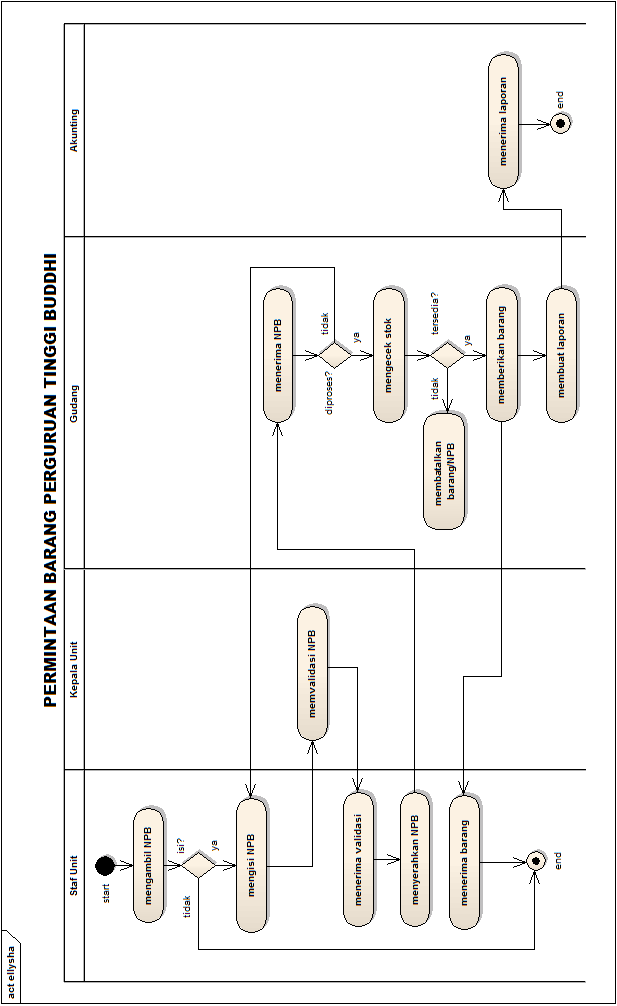 act ellysha
PERMINTAAN BARANG PERGURUAN TINGGI BUDDHI
Staf Unit
Kepala Unit
Gudang
Akunting
start
mengambil NPB
isi?
tidak
ya
mengisi NPB
memvalidasi NPB
menerima validasi
menyerahkan NPB
menerima NPB
diproses?
tidak
ya
mengecek stok
tersedia?
tidak
ya
membatalkan
barang/NPB
memberikan barang
menerima barang
end
membuat laporan
menerima laporan
end